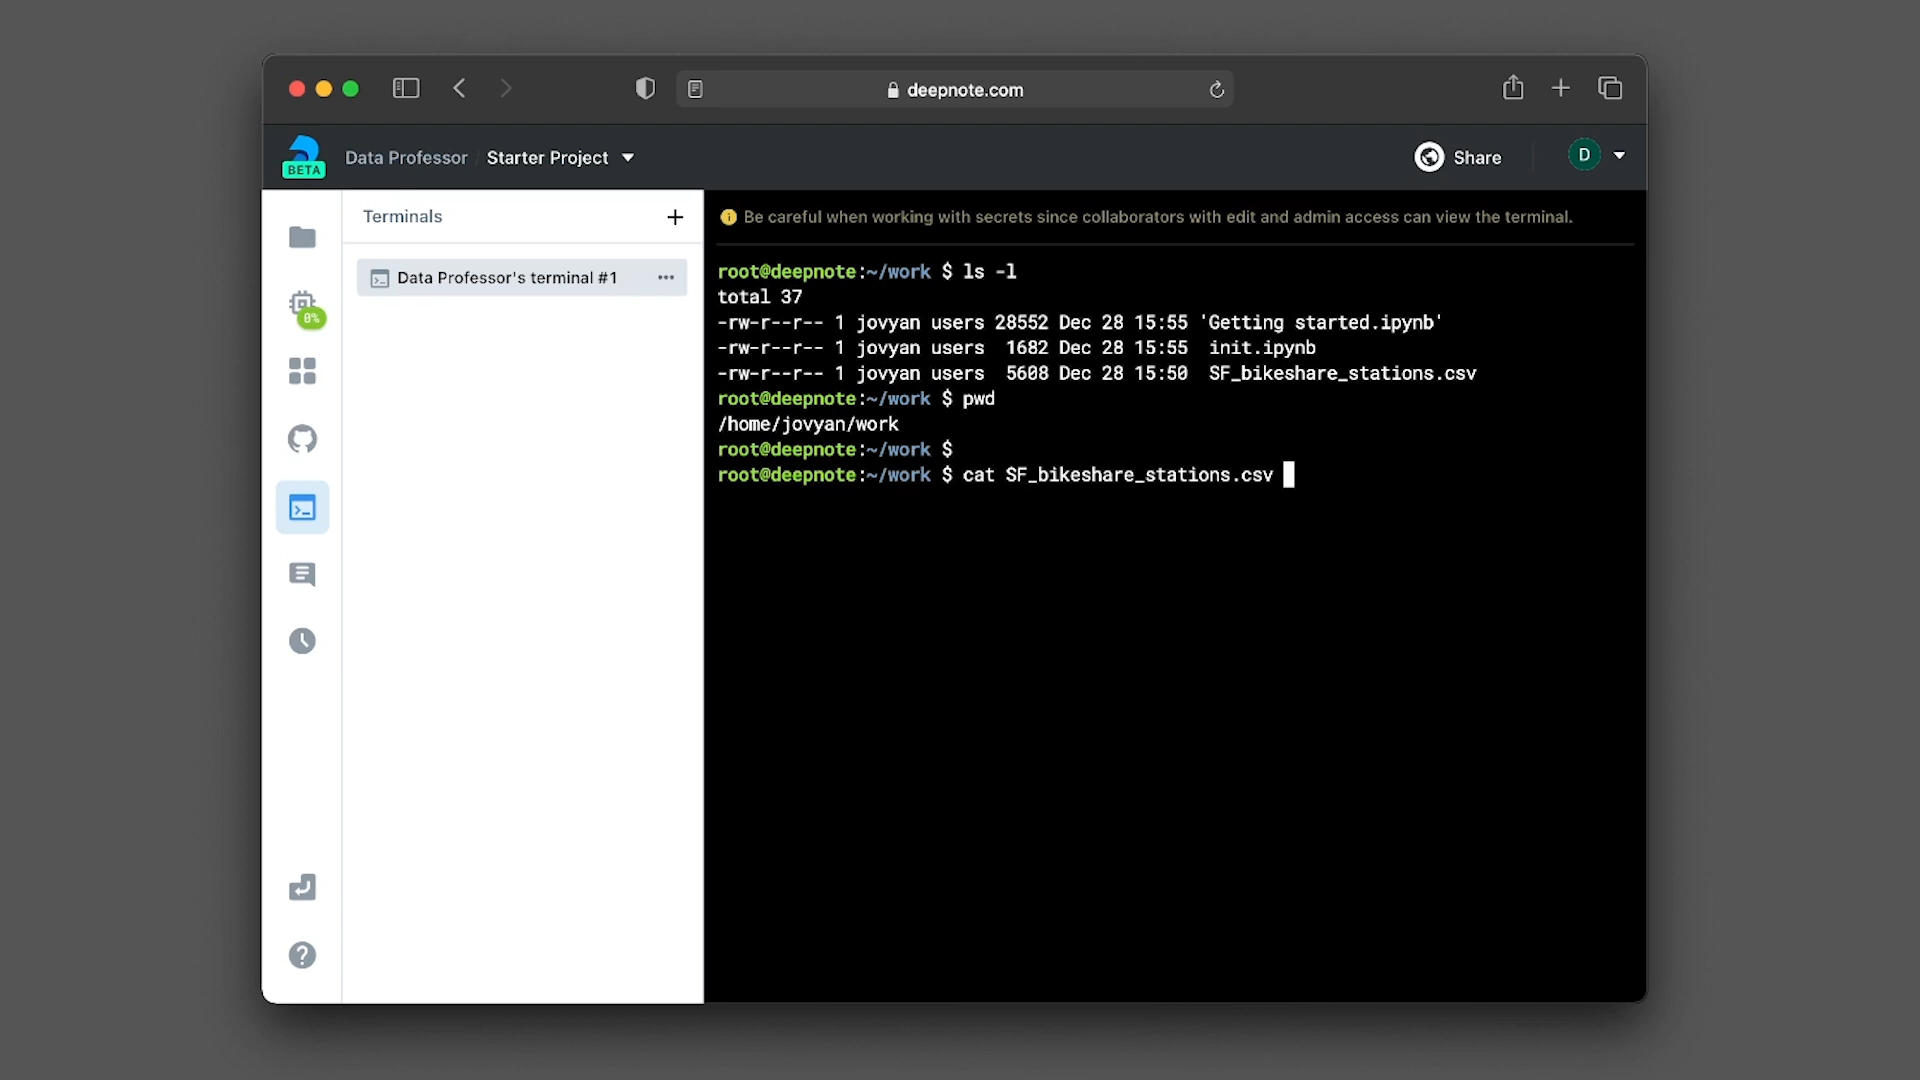 deepnote.com
BETA
Data Professor / Starter Project
Share
D
Terminals
Data Professor's terminal #1
0%
Be careful when working with secrets since collaborators with edit and admin access can view the terminal.
root@deepnote:~/work $ ls -l
total 37
-rw-r--r-- 1 jovyan users 28552 Dec 28 15:55 'Getting started.ipynb'
-rw-r--r-- 1 jovyan users  1682 Dec 28 15:55  init.ipynb
-rw-r--r-- 1 jovyan users  5608 Dec 28 15:50  SF_bikeshare_stations.csv
root@deepnote:~/work $ pwd
/home/jovyan/work
root@deepnote:~/work $
root@deepnote:~/work $ cat SF_bikeshare_stations.csv